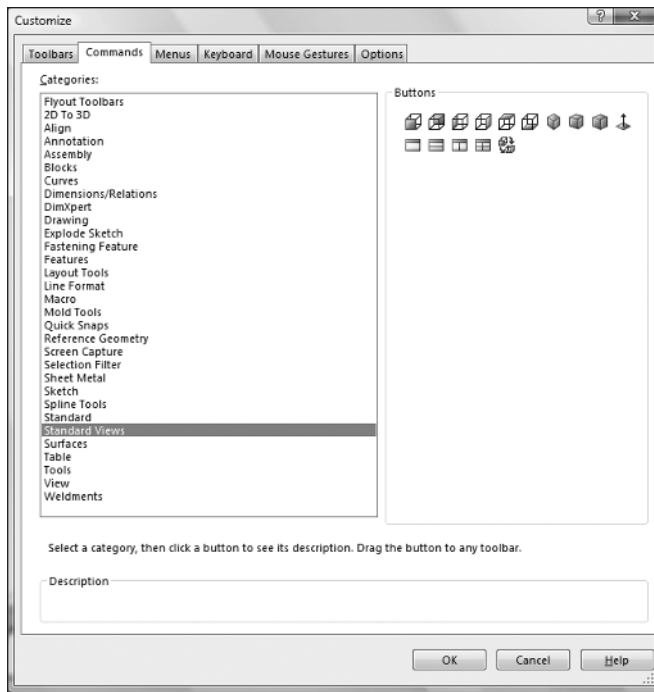 Customize
Toolbars Commands Menus Keyboard Mouse Gestures Options
Categories:
Flyout Toolbars
2D To 3D
Align
Annotation
Assembly
Blocks
Curves
Dimensions/Relations
DimXpert
Drawing
Explode Sketch
Fastening Feature
Features
Layout Tools
Line Format
Macro
Mold Tools
Quick Snaps
Reference Geometry
Screen Capture
Selection Filter
Sheet Metal
Sketch
Spline Tools
Standard
Standard Views
Surfaces
Table
Tools
View
Weldments
Buttons
Select a category, then click a button to see its description. Drag the button to any toolbar.
Description
OK Cancel Help